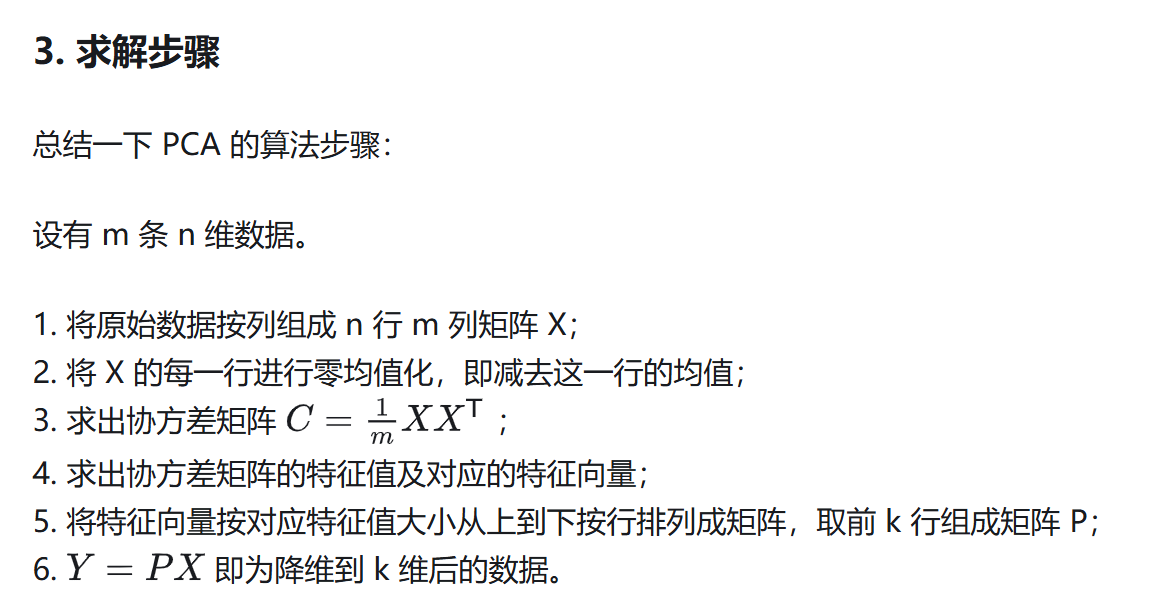 3. 求解步骤
总结一下 PCA 的算法步骤：
设有 m 条 n 维数据。
1. 将原始数据按列组成 n 行 m 列矩阵 X；
2. 将 X 的每一行进行零均值化，即减去这一行的均值；
3. 求出协方差矩阵 $C = \frac{1}{m}XX^{\mathsf{T}}$ ；
4. 求出协方差矩阵的特征值及对应的特征向量；
5. 将特征向量按对应特征值大小从上到下按行排列成矩阵，取前 k 行组成矩阵 P；
6. $Y = PX$ 即为降维到 k 维后的数据。